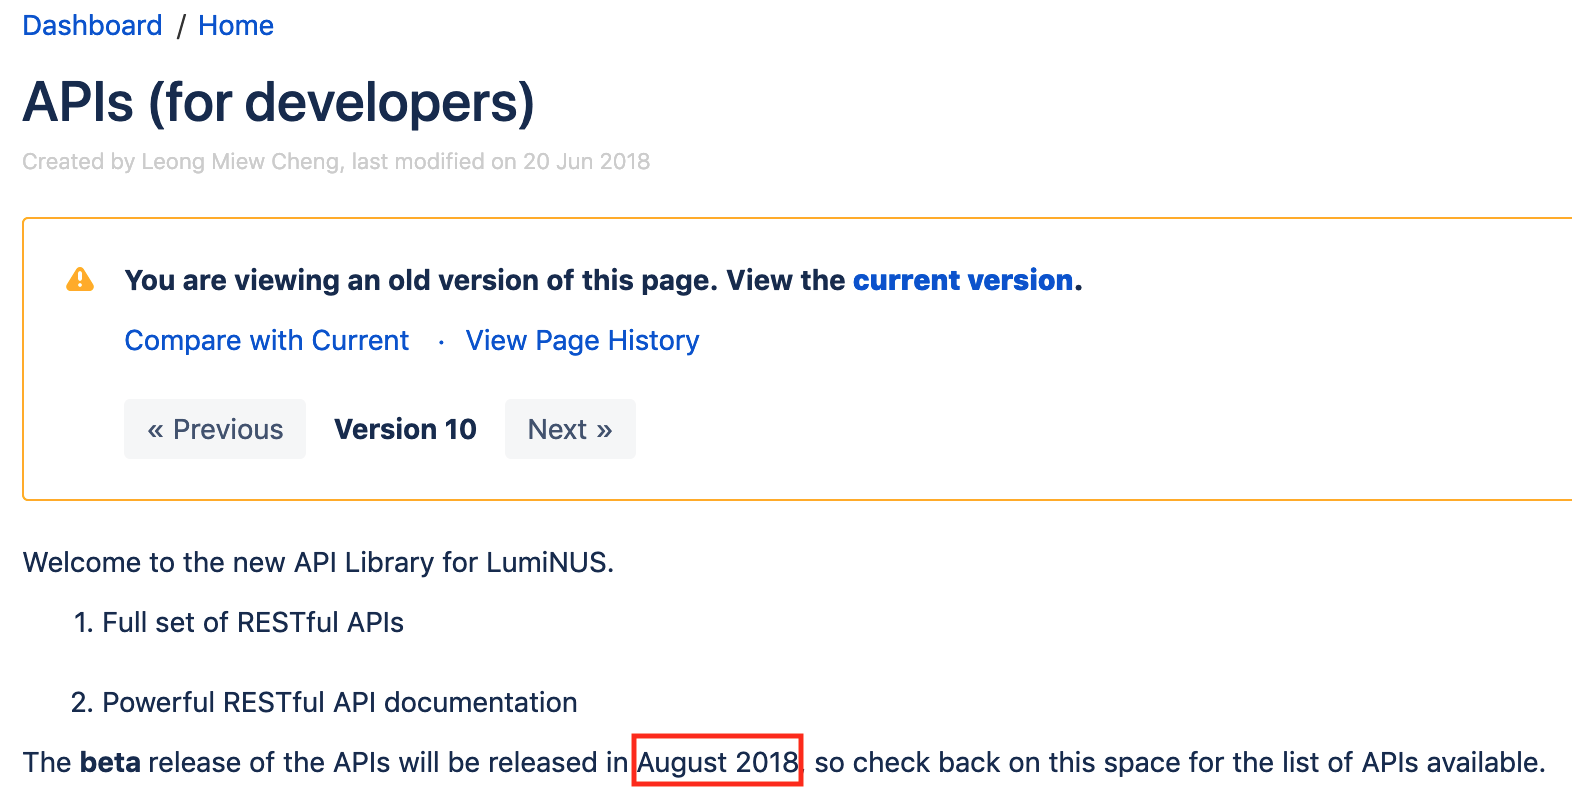 Dashboard / Home
APIs (for developers)
Created by Leong Miew Cheng, last modified on 20 Jun 2018
You are viewing an old version of this page. View the current version.
Compare with Current · View Page History
« Previous Version 10 Next »
Welcome to the new API Library for LumiNUS.
1. Full set of RESTful APIs
2. Powerful RESTful API documentation
The beta release of the APIs will be released in August 2018, so check back on this space for the list of APIs available.